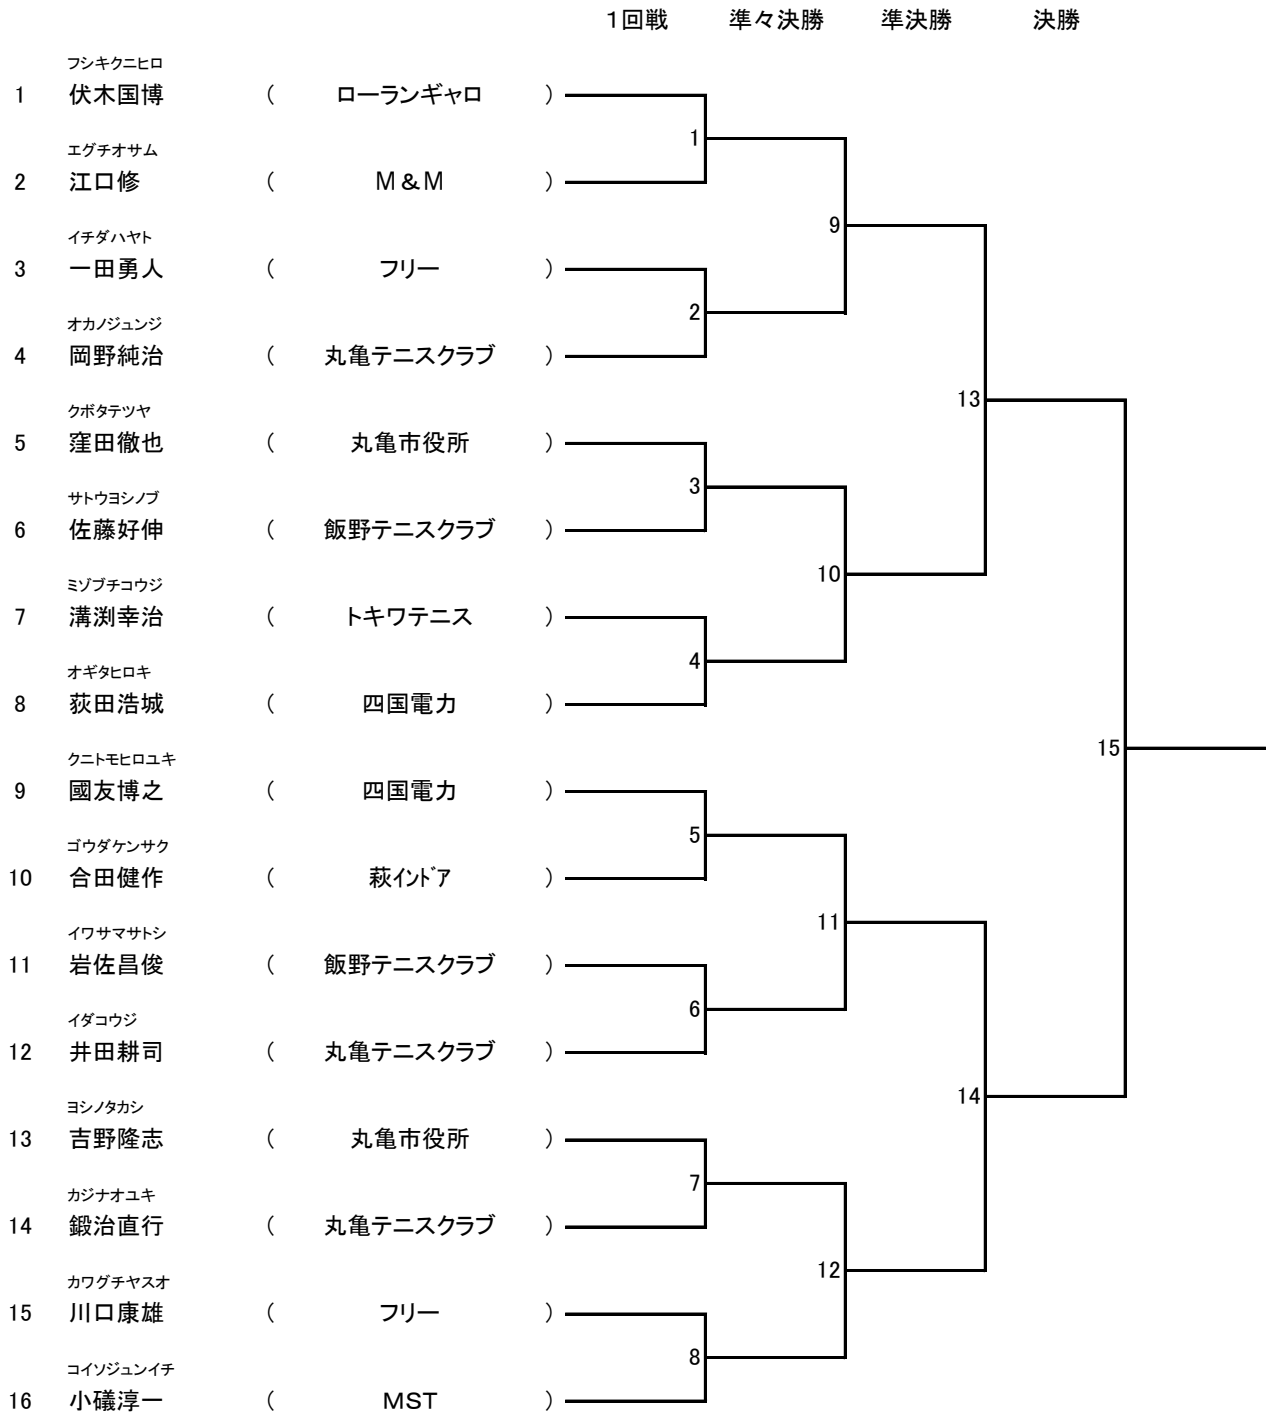 １回戦 準々決勝 準決勝 決勝
フシキクニヒロ
1 伏木国博 ( ローランギャロ )
1
エグチオサム
2 江口修 ( Ｍ＆Ｍ )
9
イチダハヤト
3 一田勇人 ( フリー )
2
オカノジュンジ
4 岡野純治 ( 丸亀テニスクラブ )
13
クボタテツヤ
5 窪田徹也 ( 丸亀市役所 )
3
サトウヨシノブ
6 佐藤好伸 ( 飯野テニスクラブ )
10
ミゾブチコウジ
7 溝渕幸治 ( トキワテニス )
4
オギタヒロキ
8 荻田浩城 ( 四国電力 )
15
クニトモヒロユキ
9 國友博之 ( 四国電力 )
5
ゴウダケンサク
10 合田健作 ( 萩ｲﾝﾄﾞｱ )
11
イワサマサトシ
11 岩佐昌俊 ( 飯野テニスクラブ )
6
イダコウジ
12 井田耕司 ( 丸亀テニスクラブ )
14
ヨシノタカシ
13 吉野隆志 ( 丸亀市役所 )
7
カジナオユキ
14 鍛治直行 ( 丸亀テニスクラブ )
12
カワグチヤスオ
15 川口康雄 ( フリー )
8
コイソジュンイチ
16 小礒淳一 ( MST )